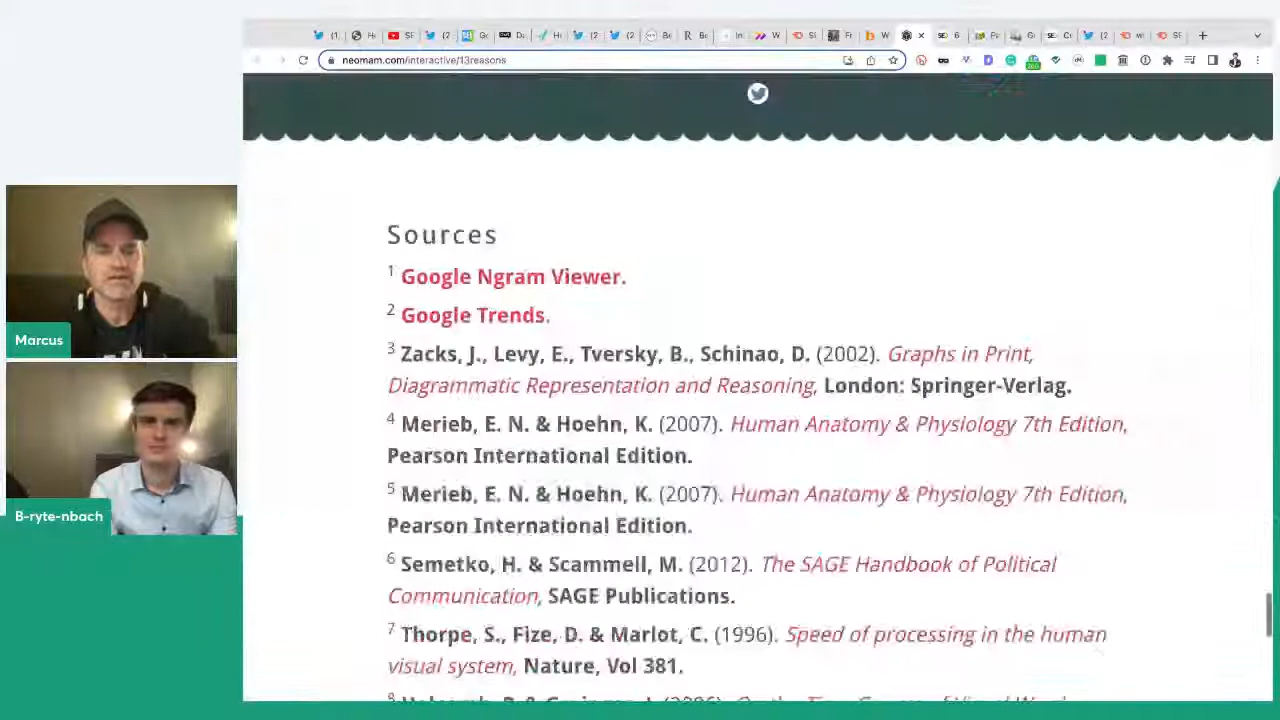 neomam.com/interactive/13reasons
Sources
1 Google Ngram Viewer.
2 Google Trends.
3 Zacks, J., Levy, E., Tversky, B., Schinao, D. (2002). Graphs in Print,
Diagrammatic Representation and Reasoning, London: Springer-Verlag.
4 Merieb, E. N. & Hoehn, K. (2007). Human Anatomy & Physiology 7th Edition,
Pearson International Edition.
5 Merieb, E. N. & Hoehn, K. (2007). Human Anatomy & Physiology 7th Edition,
Pearson International Edition.
6 Semetko, H. & Scammell, M. (2012). The SAGE Handbook of Political
Communication, SAGE Publications.
7 Thorpe, S., Fize, D. & Marlot, C. (1996). Speed of processing in the human
visual system, Nature, Vol 381.
Marcus
B-ryte-nbach